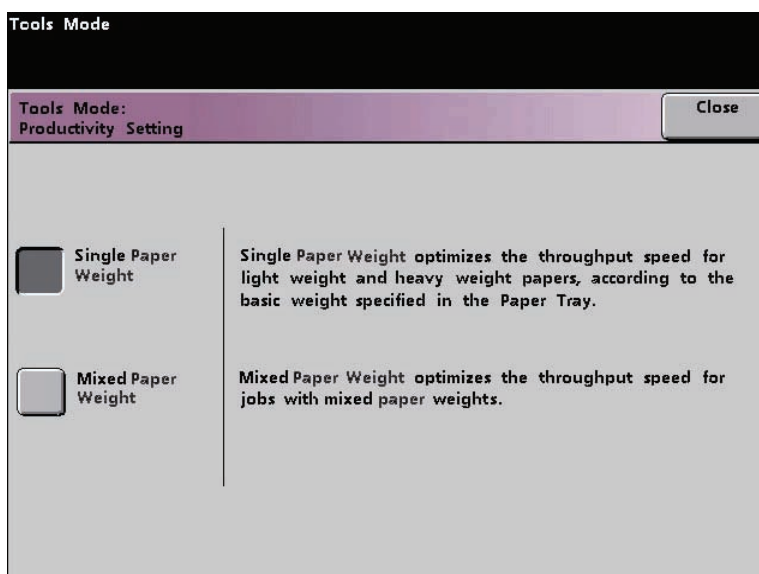 Tools Mode
Tools Mode:
Productivity Setting
Close
Single Paper
Weight
Single Paper Weight optimizes the throughput speed for
light weight and heavy weight papers, according to the
basic weight specified in the Paper Tray.
Mixed Paper
Weight
Mixed Paper Weight optimizes the throughput speed for
jobs with mixed paper weights.